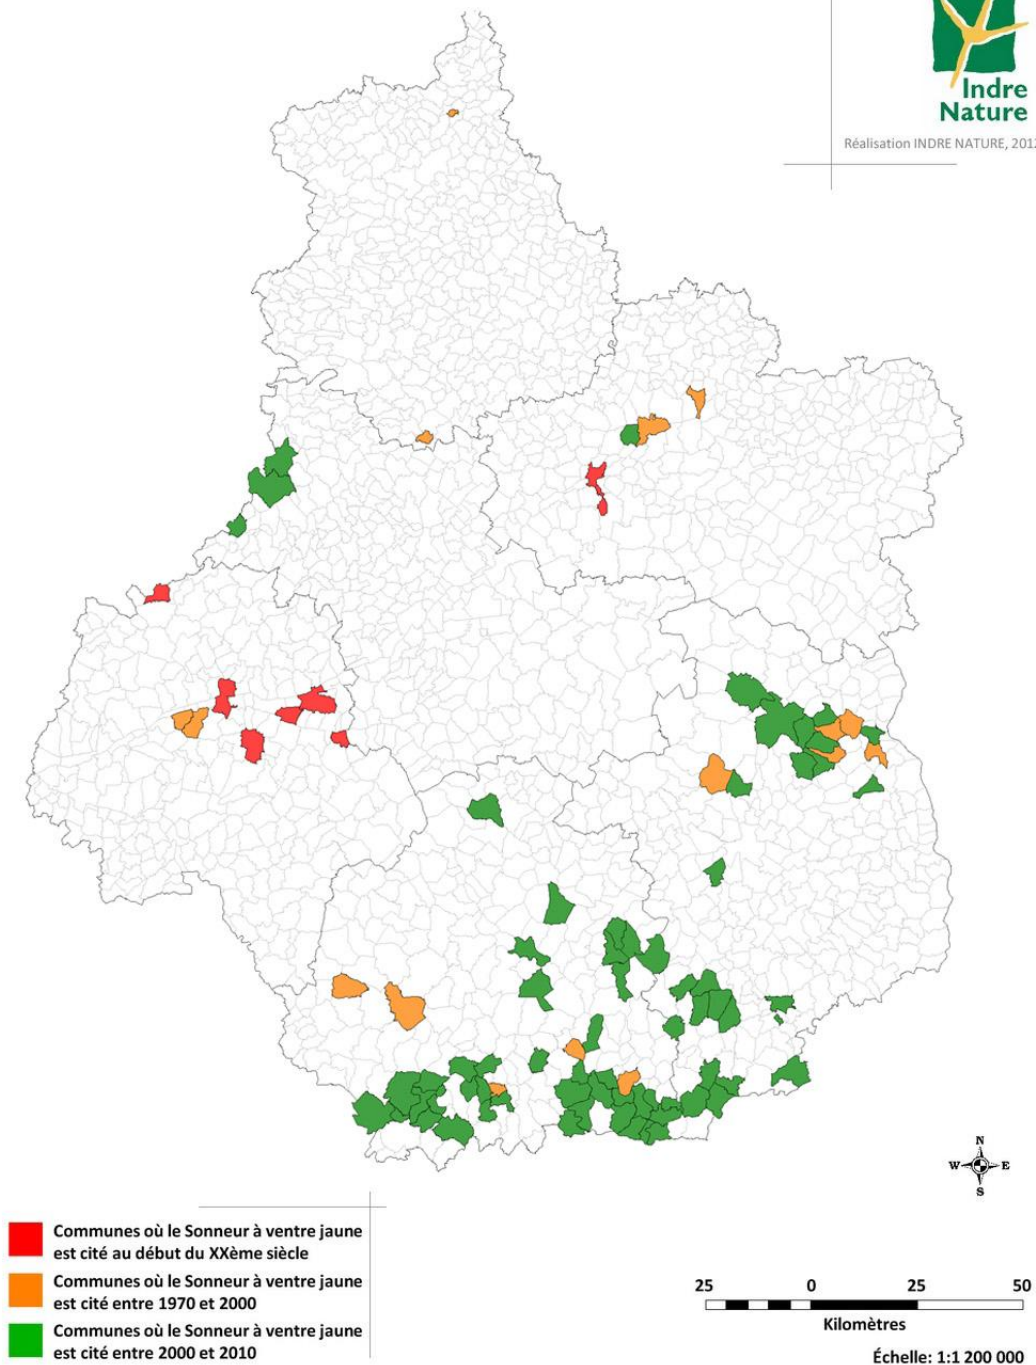 Indre
Nature
Réalisation INDRE NATURE, 2012
N
W E
S
Communes où le Sonneur à ventre jaune
est cité au début du XXème siècle
Communes où le Sonneur à ventre jaune
est cité entre 1970 et 2000
Communes où le Sonneur à ventre jaune
est cité entre 2000 et 2010
25 0 25 50
Kilomètres
Échelle: 1:1 200 000